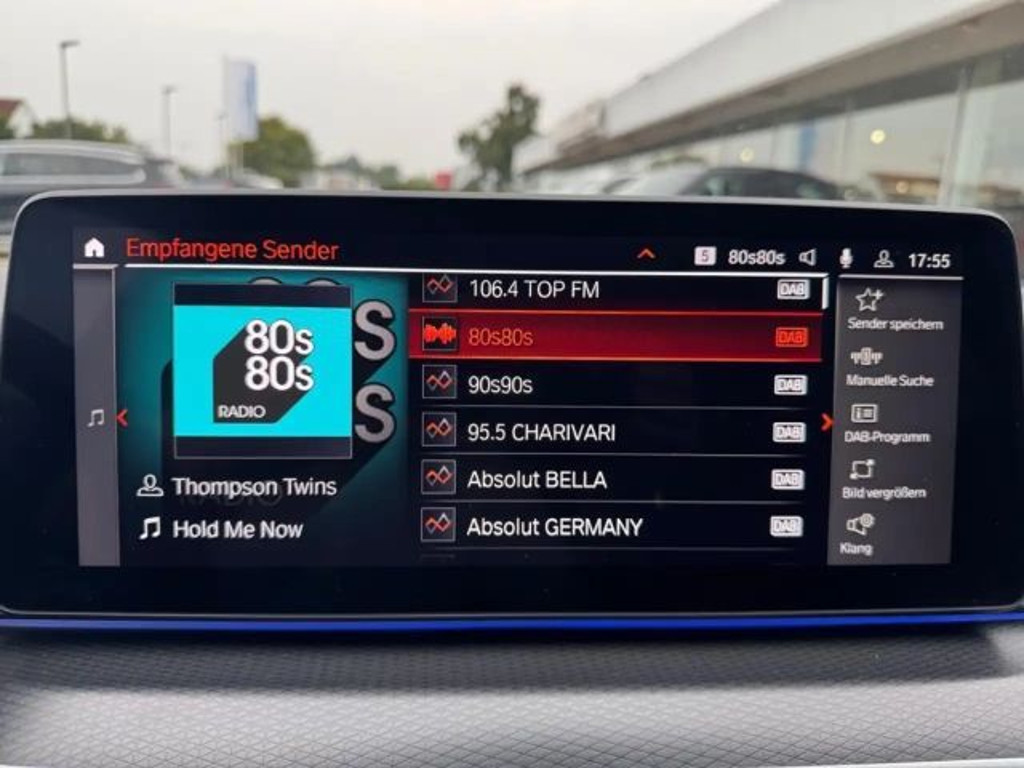 Empfangene Sender
5 80s80s 17:55
80s
80s
RADIO
S
S
Thompson Twins
Hold Me Now
106.4 TOP FM DAB
80s80s DAB
90s90s DAB
95.5 CHARIVARI DAB
Absolut BELLA DAB
Absolut GERMANY DAB
Sender speichern
Manuelle Suche
DAB-Programm
Bild vergrößern
Klang